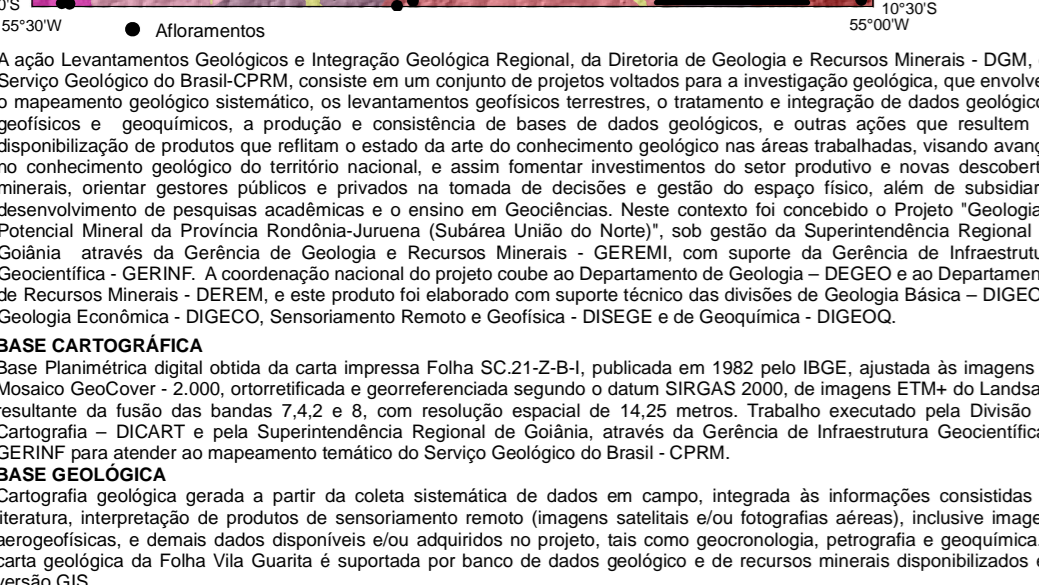 0'S
10°30'S
55°30'W
55°00'W
Afloramentos
A ação Levantamentos Geológicos e Integração Geológica Regional, da Diretoria de Geologia e Recursos Minerais - DGM,
Serviço Geológico do Brasil-CPRM, consiste em um conjunto de projetos voltados para a investigação geológica, que envolve
o mapeamento geológico sistemático, os levantamentos geofísicos terrestres, o tratamento e integração de dados geológico
geofísicos e geoquímicos, a produção e consistência de bases de dados geológicos, e outras ações que resultem
disponibilização de produtos que reflitam o estado da arte do conhecimento geológico nas áreas trabalhadas, visando avanç
no conhecimento geológico do território nacional, e assim fomentar investimentos do setor produtivo e novas descobert
minerais, orientar gestores públicos e privados na tomada de decisões e gestão do espaço físico, além de subsidiar
desenvolvimento de pesquisas acadêmicas e o ensino em Geociências. Neste contexto foi concebido o Projeto "Geologia
Potencial Mineral da Província Rondônia-Juruena (Subárea União do Norte)", sob gestão da Superintendência Regional
Goiânia através da Gerência de Geologia e Recursos Minerais - GEREMI, com suporte da Gerência de Infraestrutu
Geocientífica - GERINF. A coordenação nacional do projeto coube ao Departamento de Geologia – DEGEO e ao Departamen
de Recursos Minerais - DEREM, e este produto foi elaborado com suporte técnico das divisões de Geologia Básica – DIGEO
Geologia Econômica - DIGECO, Sensoriamento Remoto e Geofísica - DISEGE e de Geoquímica - DIGEOQ.
BASE CARTOGRÁFICA
Base Planimétrica digital obtida da carta impressa Folha SC.21-Z-B-I, publicada em 1982 pelo IBGE, ajustada às imagens
Mosaico GeoCover - 2.000, ortorretificada e georreferenciada segundo o datum SIRGAS 2000, de imagens ETM+ do Landsa
resultante da fusão das bandas 7,4,2 e 8, com resolução espacial de 14,25 metros. Trabalho executado pela Divisão
Cartografia – DICART e pela Superintendência Regional de Goiânia, através da Gerência de Infraestrutura Geocientífica
GERINF para atender ao mapeamento temático do Serviço Geológico do Brasil - CPRM.
BASE GEOLÓGICA
Cartografia geológica gerada a partir da coleta sistemática de dados em campo, integrada às informações consistidas
literatura, interpretação de produtos de sensoriamento remoto (imagens satelitais e/ou fotografias aéreas), inclusive image
aerogeofísicas, e demais dados disponíveis e/ou adquiridos no projeto, tais como geocronologia, petrografia e geoquímica.
carta geológica da Folha Vila Guarita é suportada por banco de dados geológico e de recursos minerais disponibilizados e
versão GIS